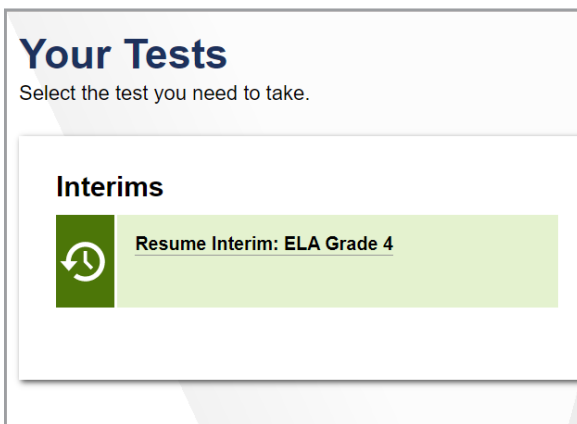 Your Tests
Select the test you need to take.
Interims
Resume Interim: ELA Grade 4